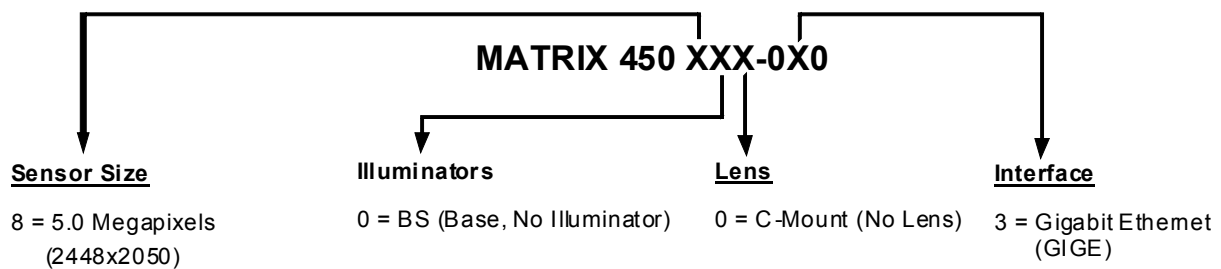 MATRIX 450 XXX-0X0
Sensor Size
8 = 5.0 Megapixels
(2448x2050)
Illuminators
0 = BS (Base, No Illuminator)
Lens
0 = C-Mount (No Lens)
Interface
3 = Gigabit Ethernet
(GIGE)